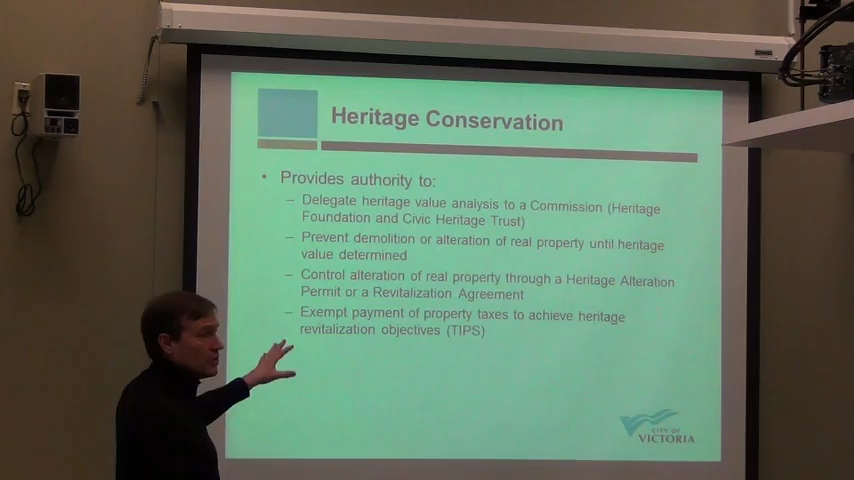 Heritage Conservation
• Provides authority to:
– Delegate heritage value analysis to a Commission (Heritage
Foundation and Civic Heritage Trust)
– Prevent demolition or alteration of real property until heritage
value determined
– Control alteration of real property through a Heritage Alteration
Permit or a Revitalization Agreement
– Exempt payment of property taxes to achieve heritage
revitalization objectives (TIPS)
CITY OF
VICTORIA